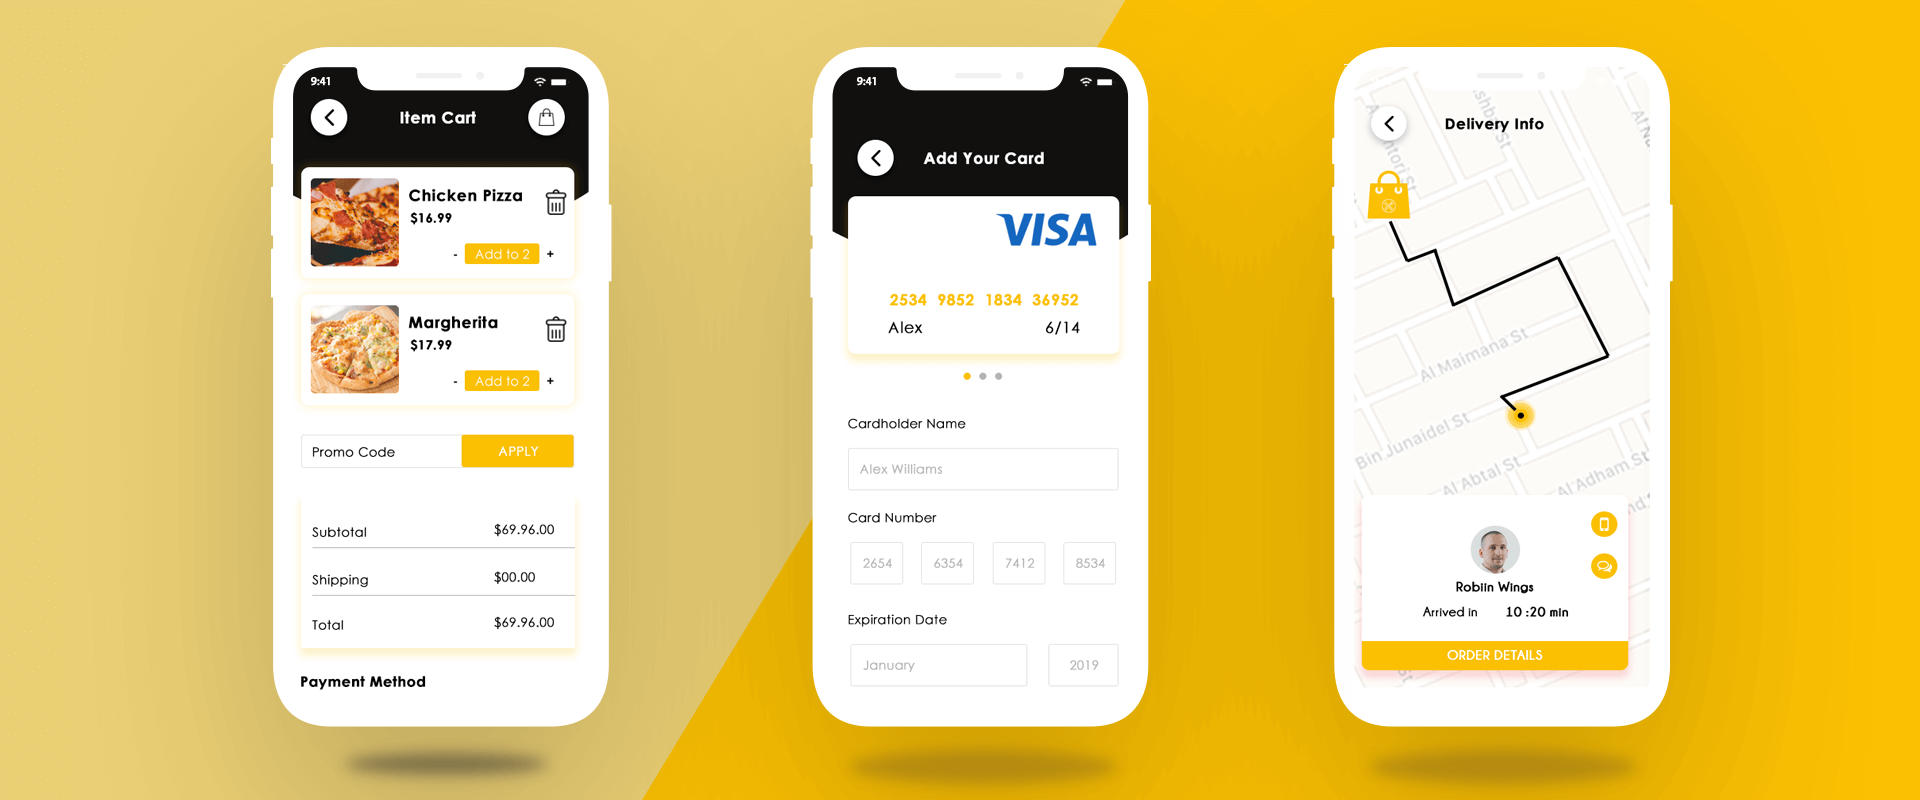 9:41
Item Cart
Chicken Pizza
$16.99
- Add to 2 +
Margherita
$17.99
- Add to 2 +
Promo Code APPLY
Subtotal $69.96.00
Shipping $00.00
Total $69.96.00
Payment Method
9:41
Add Your Card
VISA
2534 9852 1834 36952
Alex 6/14
Cardholder Name
Alex Williams
Card Number
2654 6354 7412 8534
Expiration Date
January 2019
Delivery Info
Al Maimana St
Bin Junaidel St
Al Abtal St
Al Adham St
Robiin Wings
Arrived in 10 :20 min
ORDER DETAILS